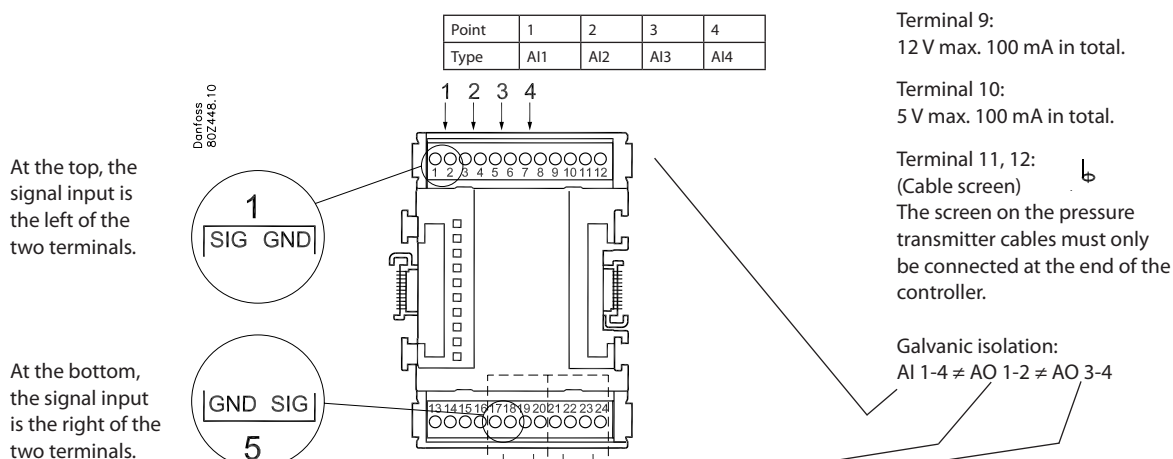 Point 1 2 3 4
Type AI1 AI2 AI3 AI4
1 2 3 4
Danfoss
80Z448.10
1 2 3 4 5 6 7 8 9 10 11 12
At the top, the
signal input is
the left of the
two terminals.
1
SIG GND
At the bottom,
the signal input
is the right of the
two terminals.
GND SIG
5
13 14 15 16 17 18 19 20 21 22 23 24
Terminal 9:
12 V max. 100 mA in total.
Terminal 10:
5 V max. 100 mA in total.
Terminal 11, 12:
(Cable screen)
The screen on the pressure
transmitter cables must only
be connected at the end of the
controller.
Galvanic isolation:
AI 1-4 ≠ AO 1-2 ≠ AO 3-4